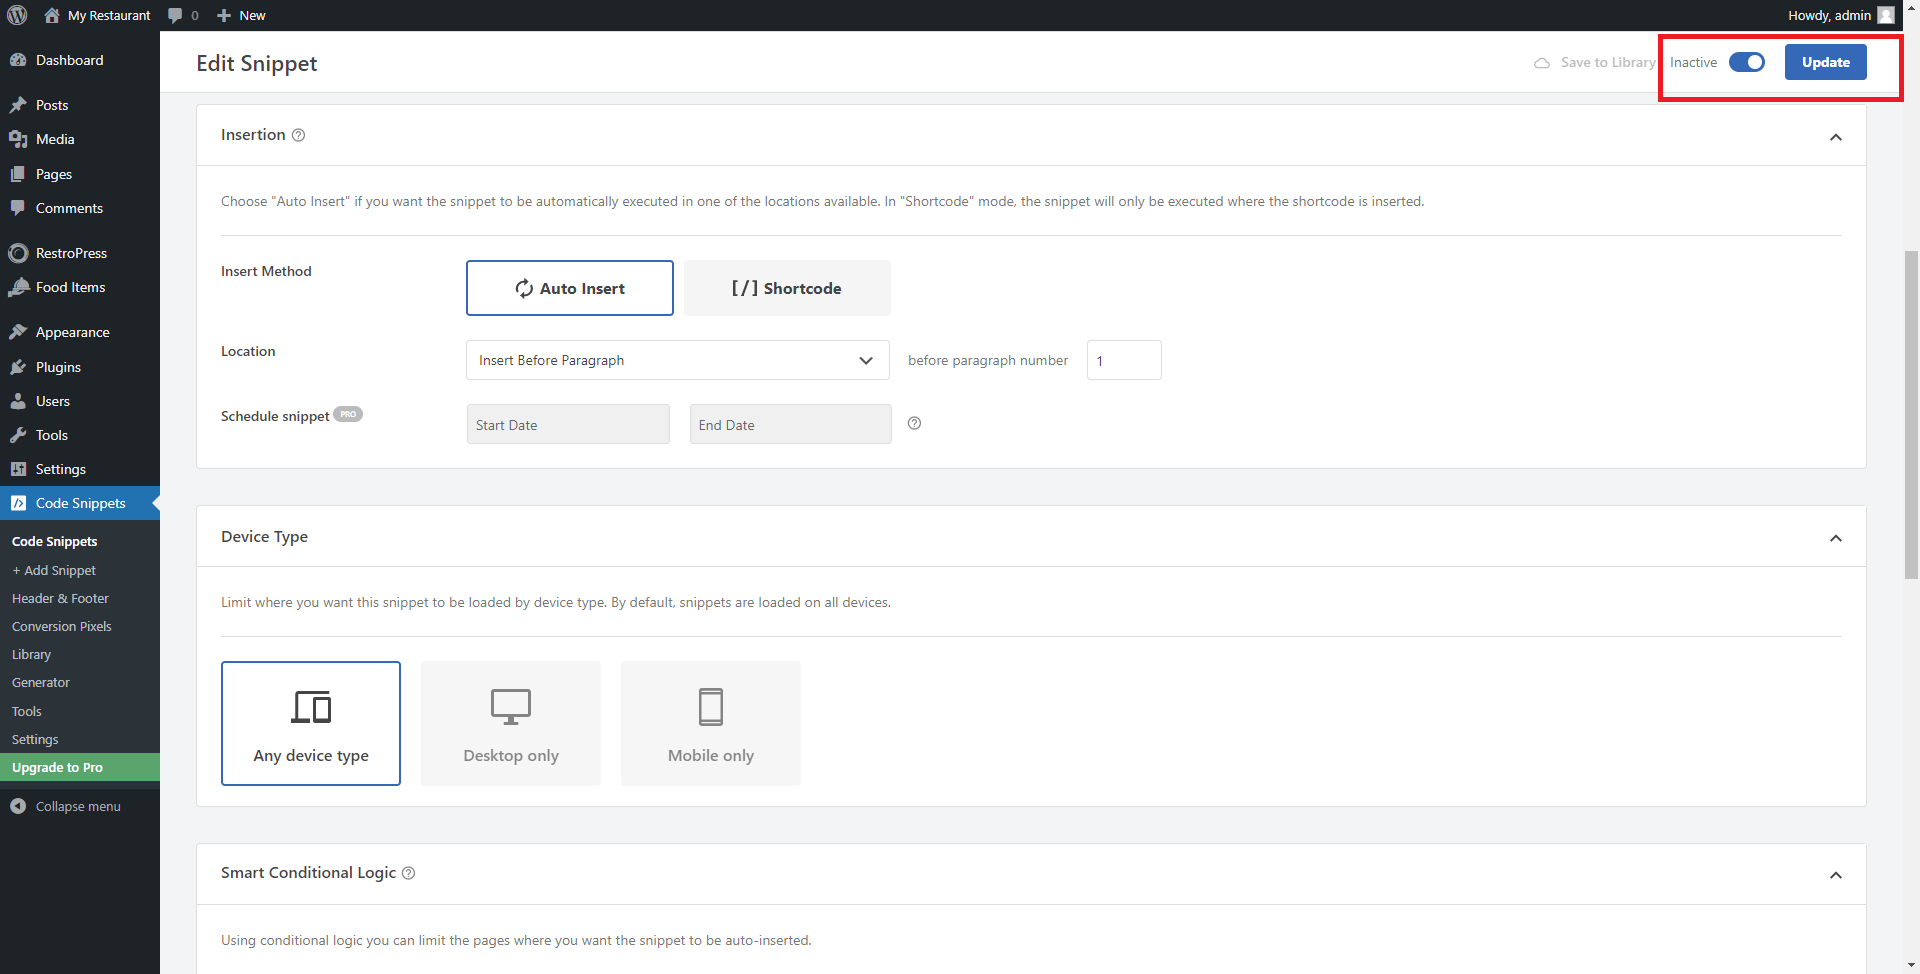 My Restaurant 0 New Howdy, admin
Dashboard
Posts
Media
Pages
Comments
RestroPress
Food Items
Appearance
Plugins
Users
Tools
Settings
Code Snippets
Code Snippets
+ Add Snippet
Header & Footer
Conversion Pixels
Library
Generator
Tools
Settings
Upgrade to Pro
Collapse menu
Edit Snippet
Save to Library Inactive Update
Insertion
Choose "Auto Insert" if you want the snippet to be automatically executed in one of the locations available. In "Shortcode" mode, the snippet will only be executed where the shortcode is inserted.
Insert Method
Auto Insert
[/] Shortcode
Location
Insert Before Paragraph
before paragraph number
1
Schedule snippet PRO
Start Date
End Date
Device Type
Limit where you want this snippet to be loaded by device type. By default, snippets are loaded on all devices.
Any device type
Desktop only
Mobile only
Smart Conditional Logic
Using conditional logic you can limit the pages where you want the snippet to be auto-inserted.